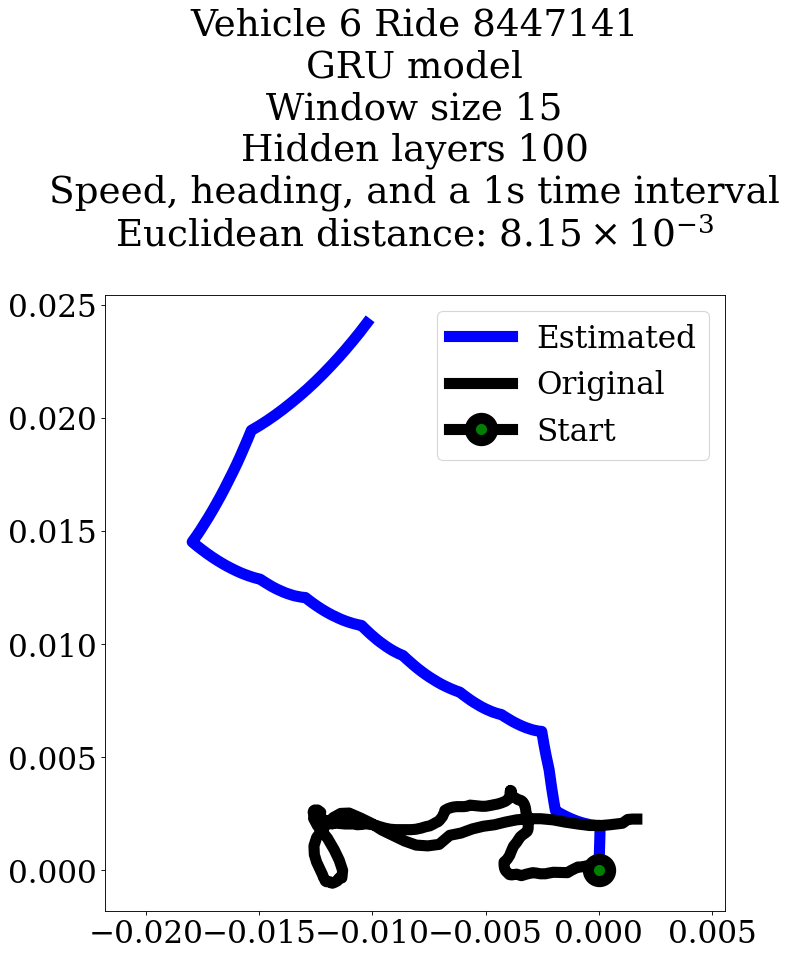 Vehicle 6 Ride 8447141
GRU model
Window size 15
Hidden layers 100
Speed, heading, and a 1s time interval
Euclidean distance: 8.15 × 10⁻³
0.025
0.020
0.015
0.010
0.005
0.000
Estimated
Original
Start
−0.020 −0.015 −0.010 −0.005 0.000 0.005